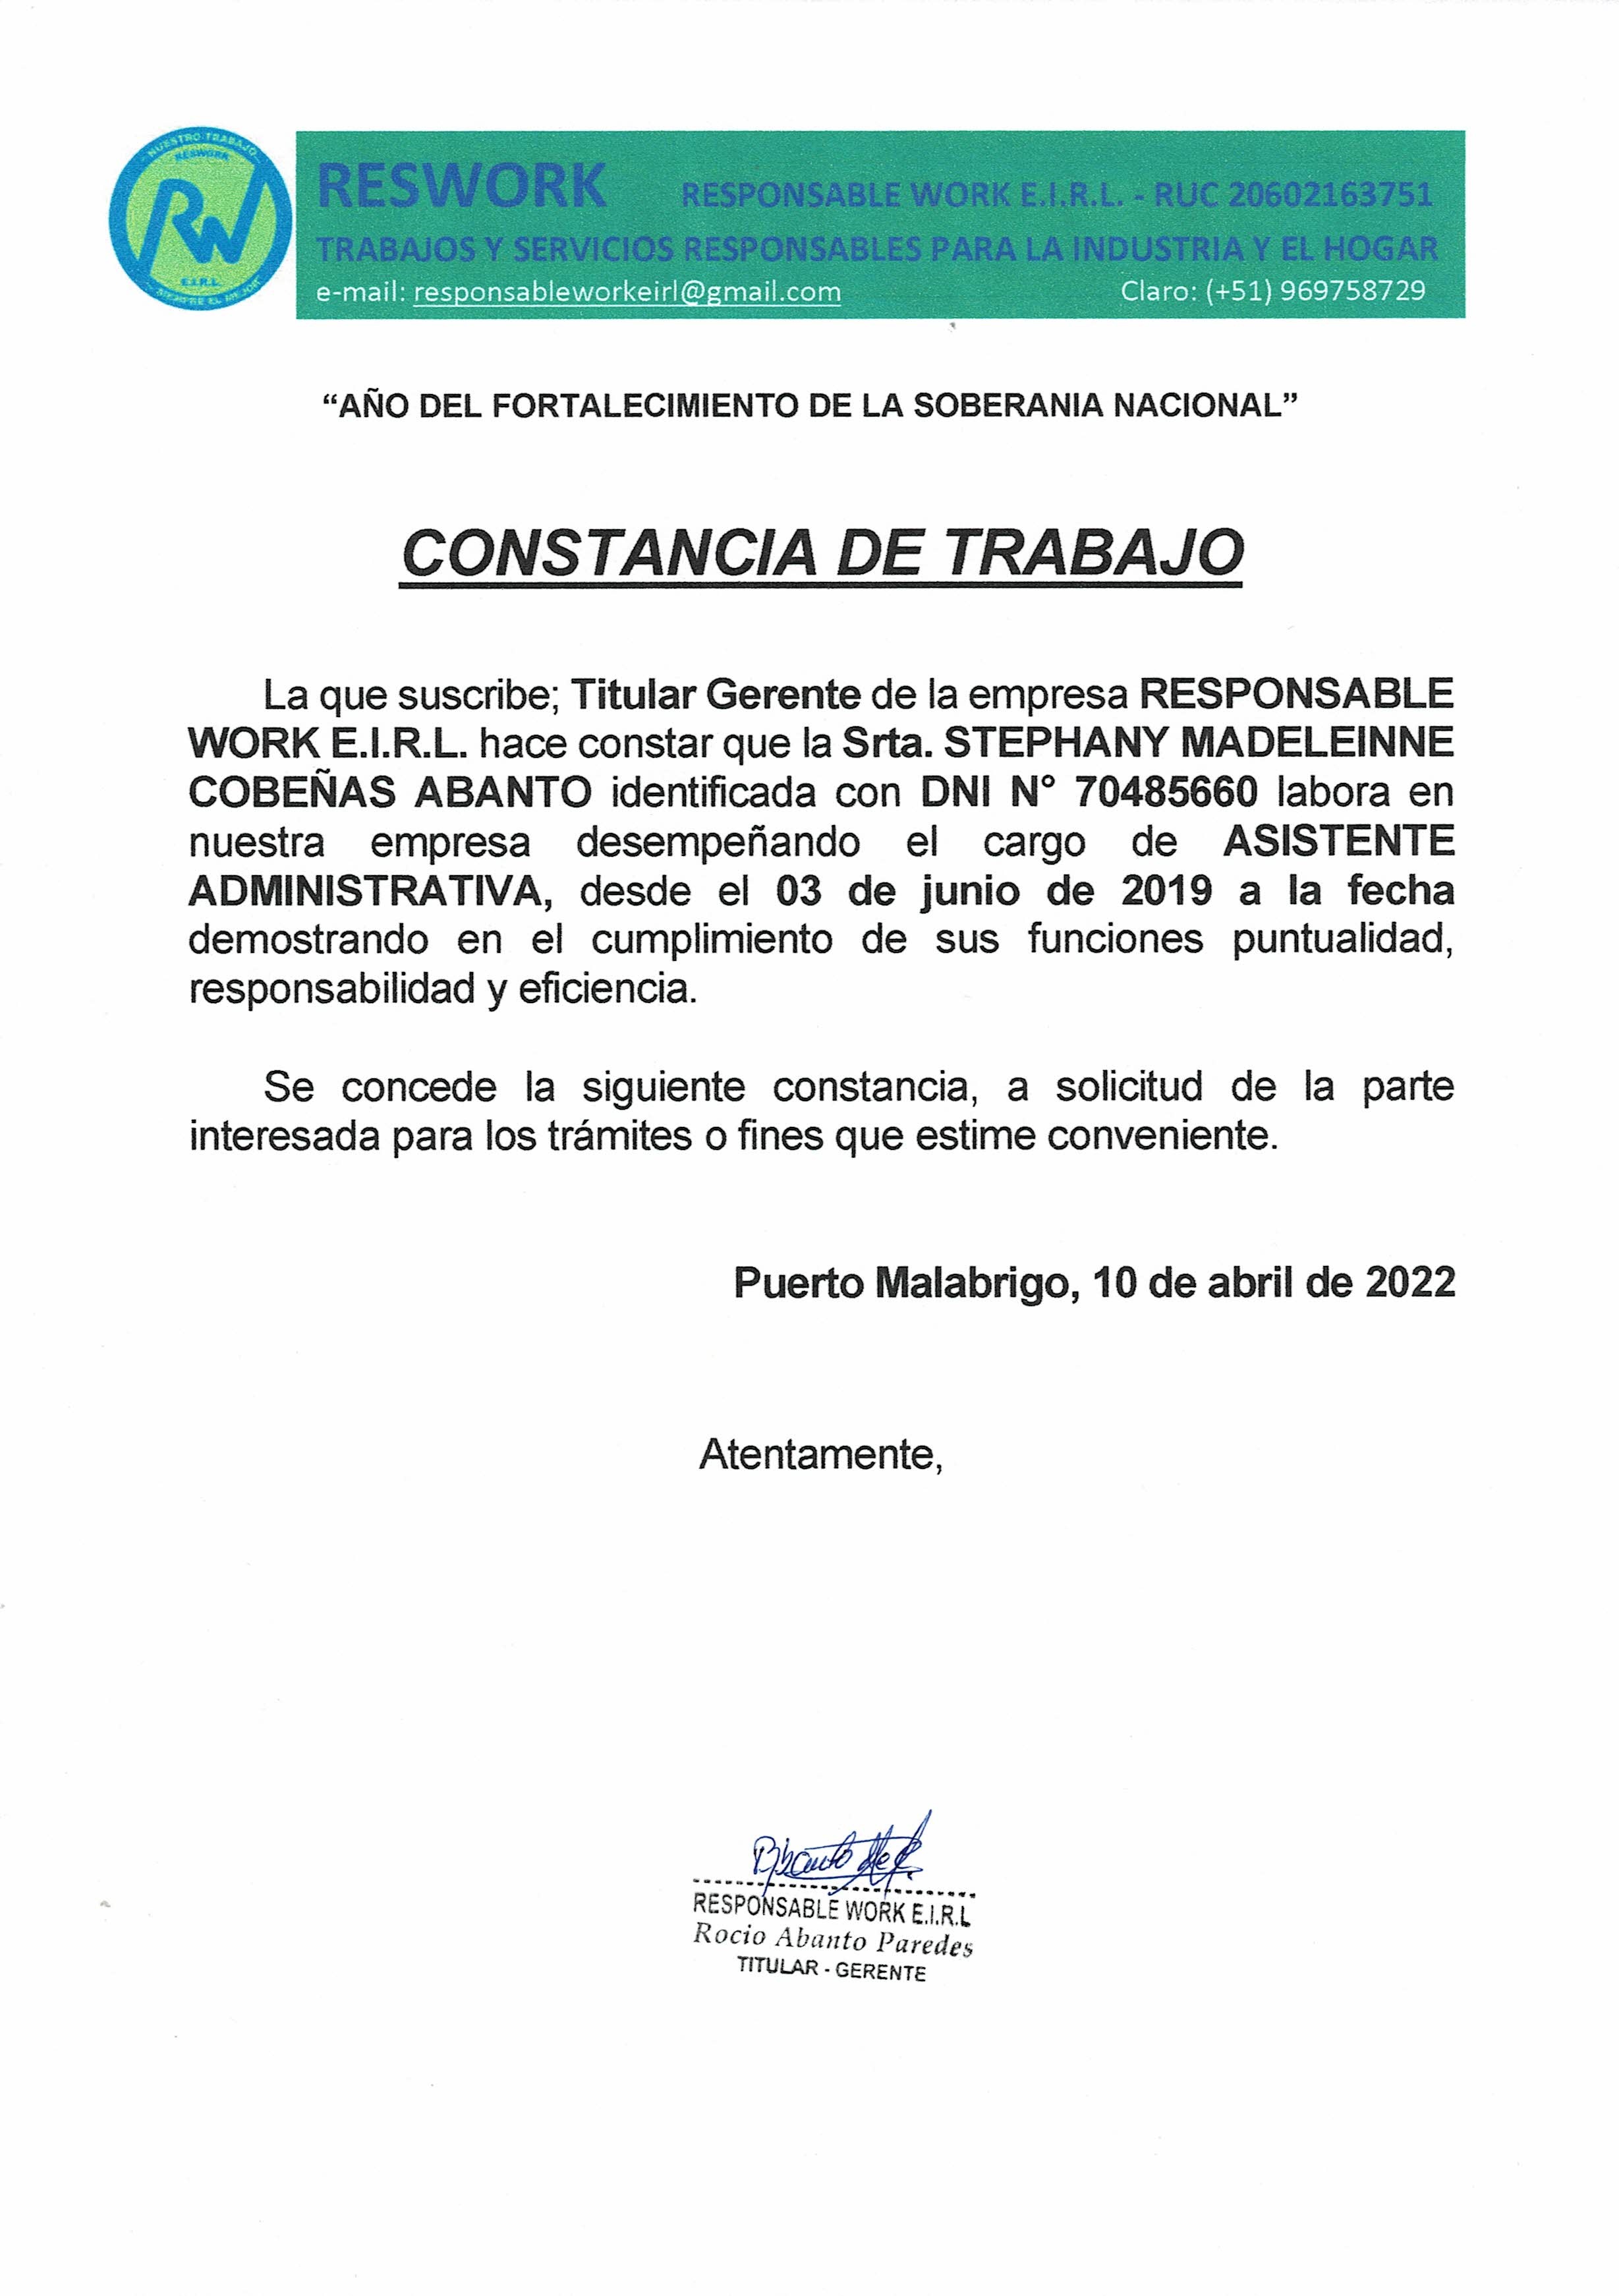 NUESTRO TRABAJO
RESWORK
RW
E.I.R.L.
SIEMPRE EL MEJOR
RESWORK RESPONSABLE WORK E.I.R.L. - RUC 20602163751
TRABAJOS Y SERVICIOS RESPONSABLES PARA LA INDUSTRIA Y EL HOGAR
e-mail: responsableworkeirl@gmail.com Claro: (+51) 969758729
“AÑO DEL FORTALECIMIENTO DE LA SOBERANIA NACIONAL”
CONSTANCIA DE TRABAJO
La que suscribe; Titular Gerente de la empresa RESPONSABLE
WORK E.I.R.L. hace constar que la Srta. STEPHANY MADELEINNE
COBEÑAS ABANTO identificada con DNI N° 70485660 labora en
nuestra empresa desempeñando el cargo de ASISTENTE
ADMINISTRATIVA, desde el 03 de junio de 2019 a la fecha
demostrando en el cumplimiento de sus funciones puntualidad,
responsabilidad y eficiencia.
Se concede la siguiente constancia, a solicitud de la parte
interesada para los trámites o fines que estime conveniente.
Puerto Malabrigo, 10 de abril de 2022
Atentamente,
RESPONSABLE WORK E.I.R.L
Rocio Abanto Paredes
TITULAR - GERENTE